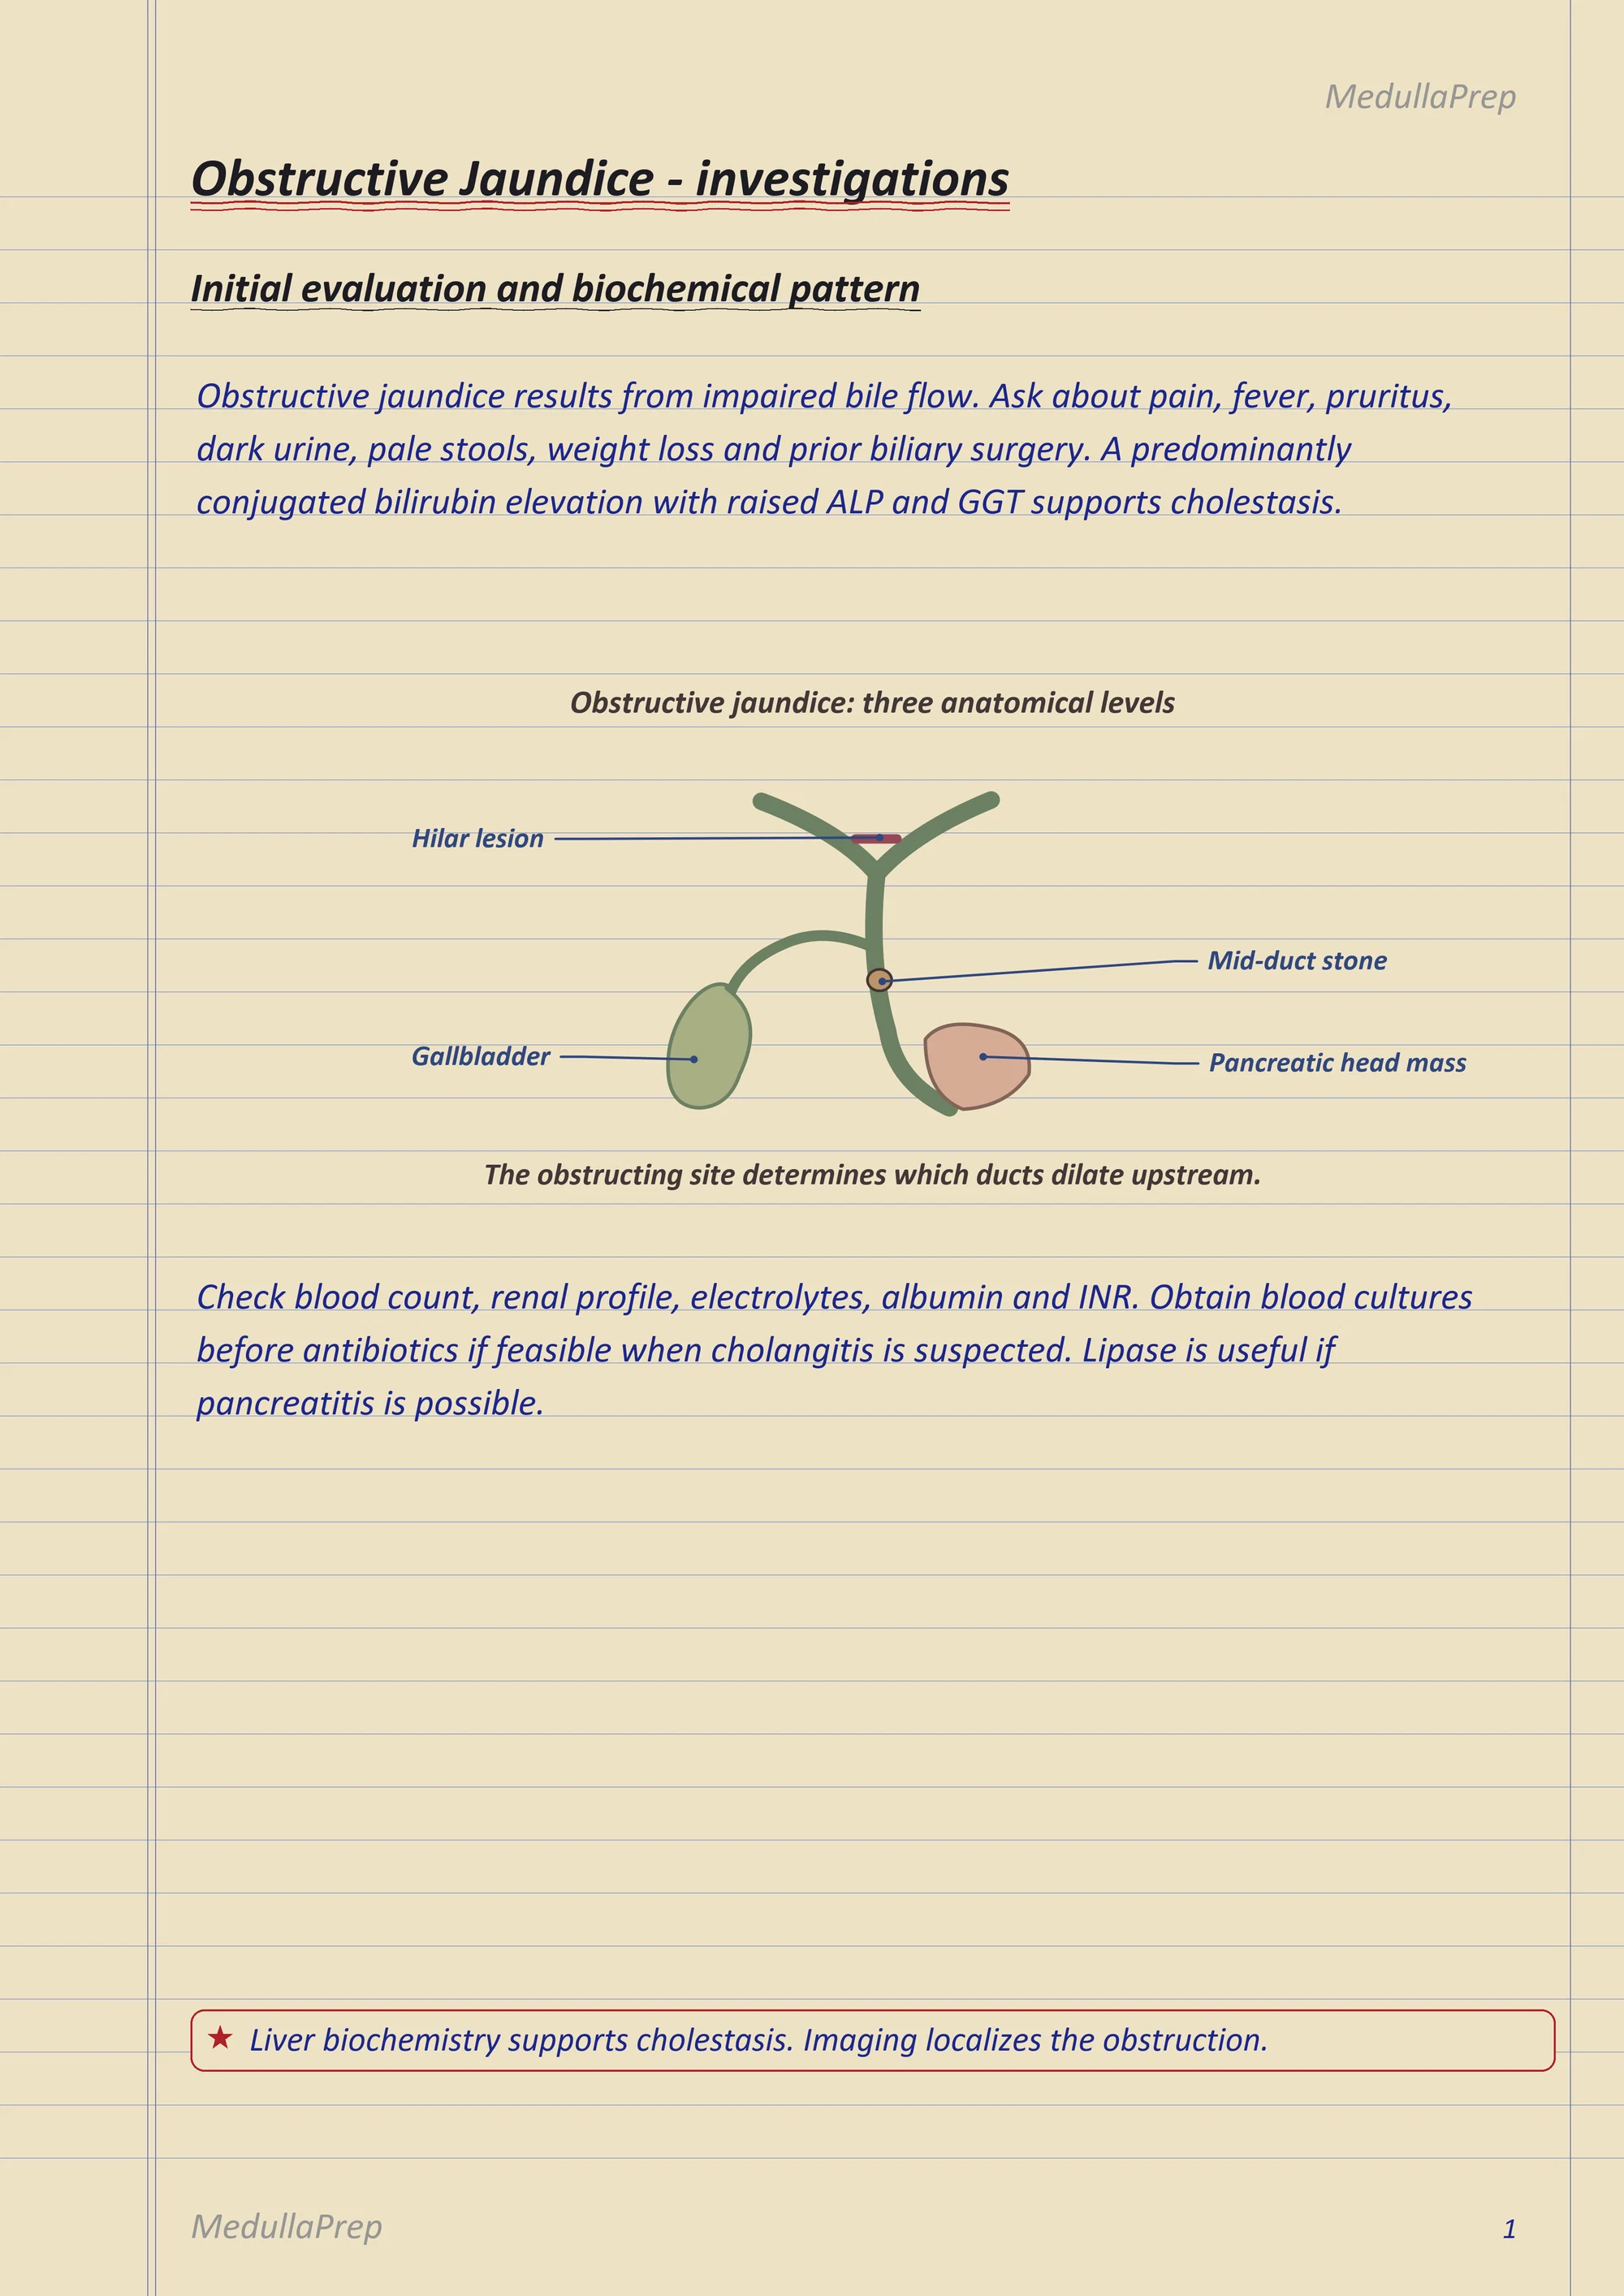 MedullaPrep
Obstructive Jaundice - investigations
Initial evaluation and biochemical pattern
Obstructive jaundice results from impaired bile flow. Ask about pain, fever, pruritus,
dark urine, pale stools, weight loss and prior biliary surgery. A predominantly
conjugated bilirubin elevation with raised ALP and GGT supports cholestasis.
Obstructive jaundice: three anatomical levels
Hilar lesion
Mid-duct stone
Gallbladder
Pancreatic head mass
The obstructing site determines which ducts dilate upstream.
Check blood count, renal profile, electrolytes, albumin and INR. Obtain blood cultures
before antibiotics if feasible when cholangitis is suspected. Lipase is useful if
pancreatitis is possible.
★ Liver biochemistry supports cholestasis. Imaging localizes the obstruction.
MedullaPrep
1